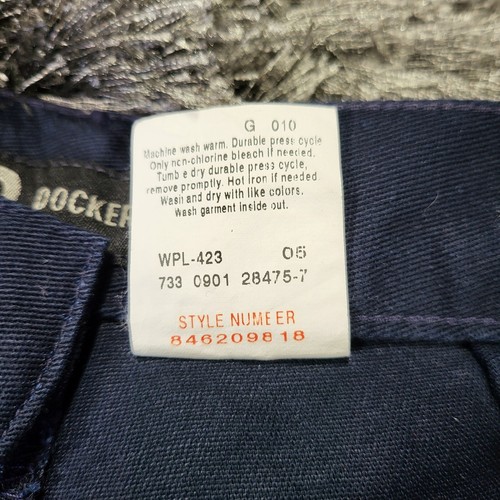 G 010
Machine wash warm. Durable press cycle
Only non-chlorine bleach if needed.
Tumble dry durable press cycle,
remove promptly. Hot iron if needed
Wash and dry with like colors.
Wash garment inside out.
DOCKER
WPL-423 05
733 0901 28475-7
STYLE NUMBER
846209818